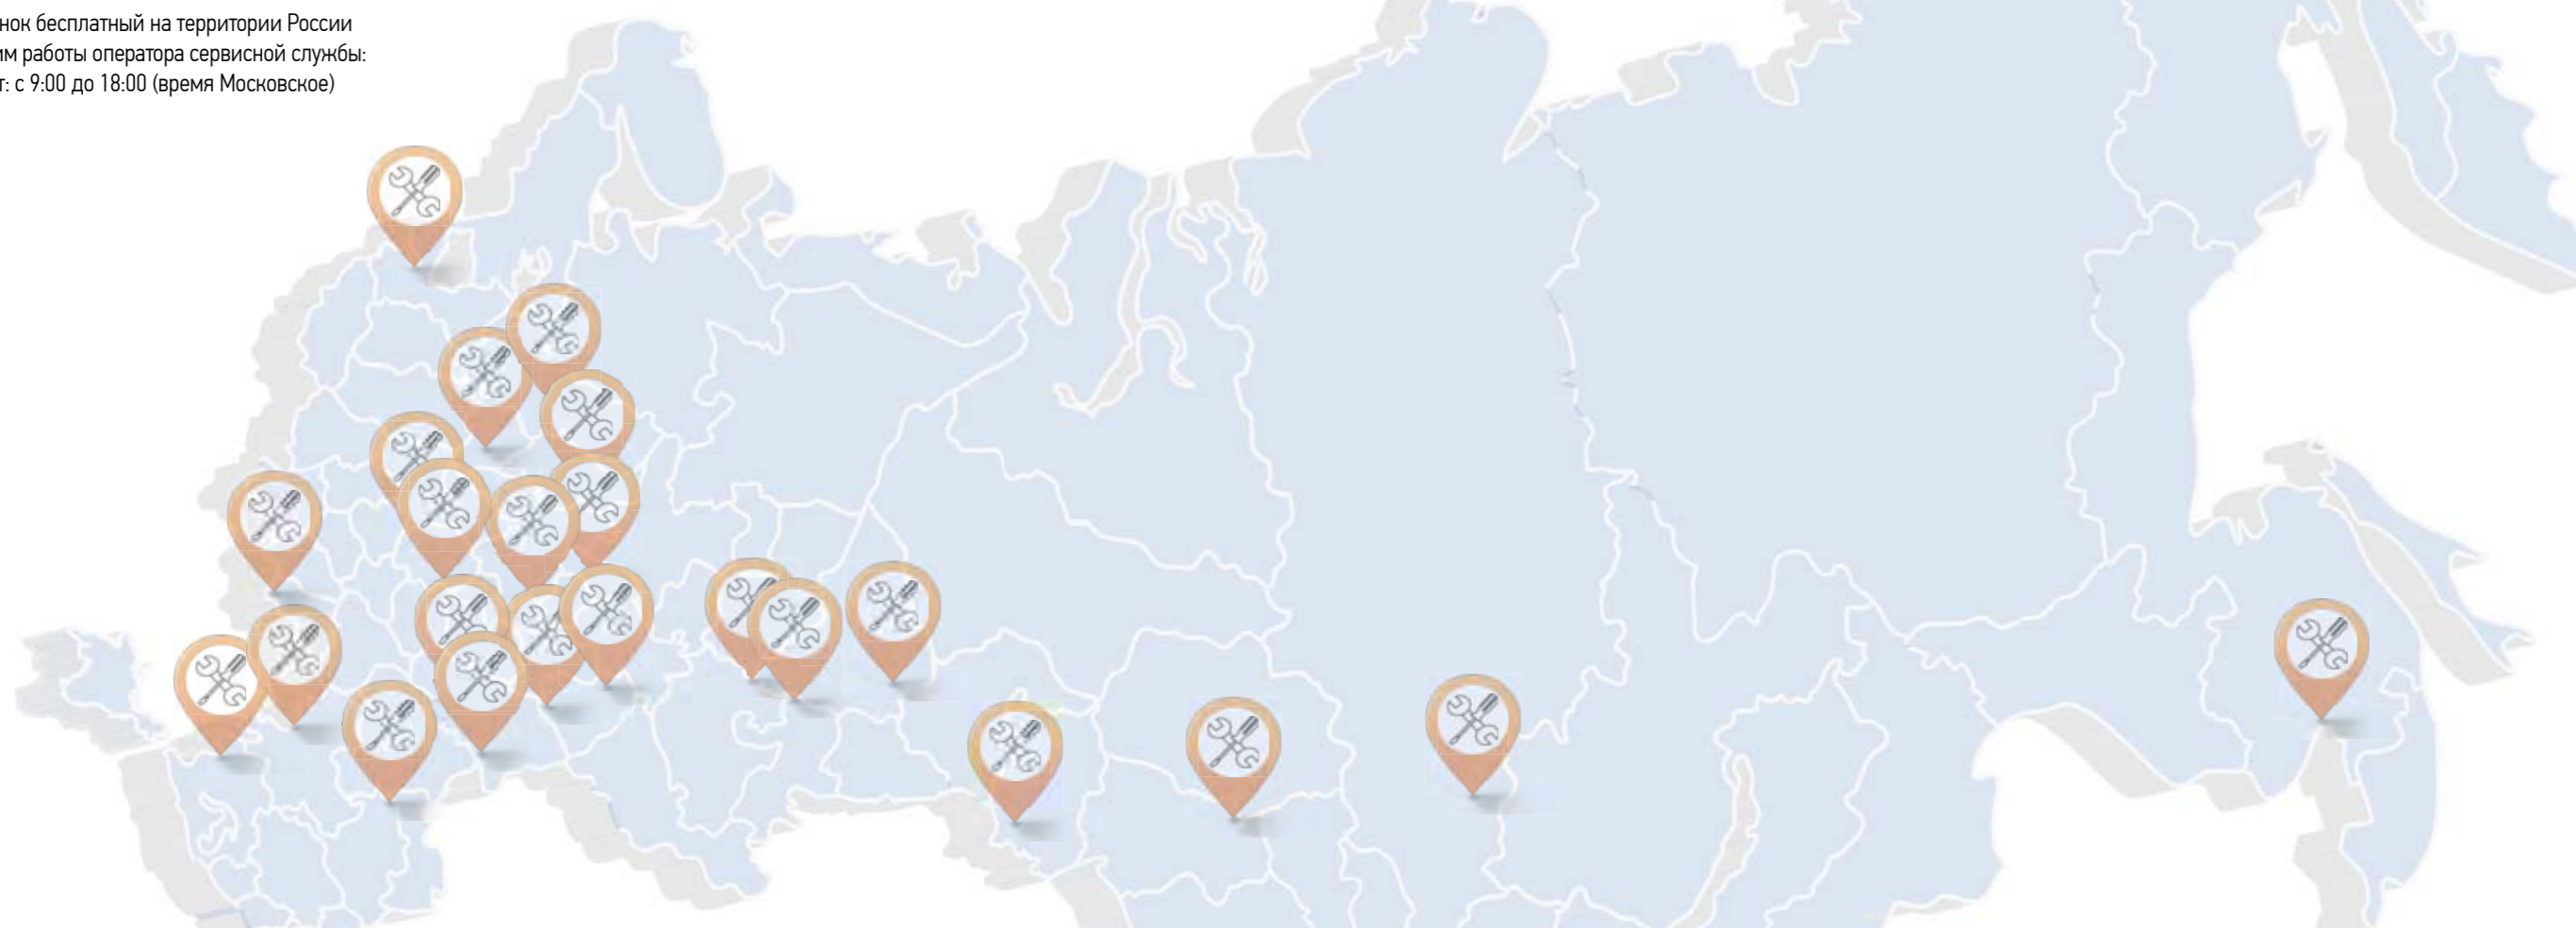 нок бесплатный на территории России
им работы оператора сервисной службы:
т: с 9:00 до 18:00 (время Московское)